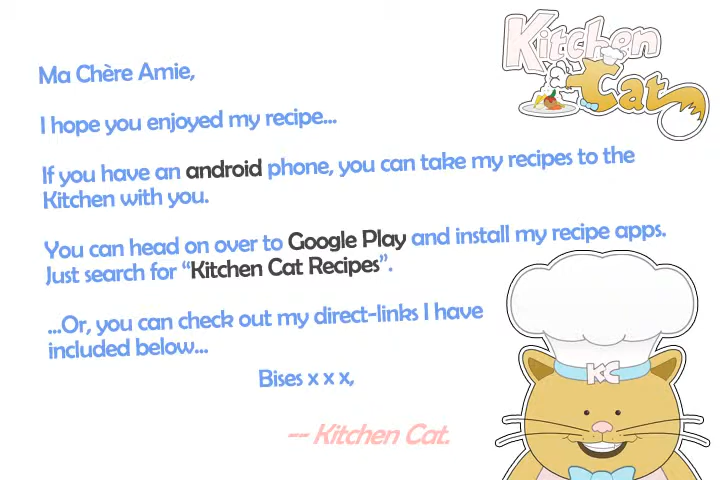 Kitchen
Cat
Ma Chère Amie,
I hope you enjoyed my recipe...
If you have an android phone, you can take my recipes to the
Kitchen with you.
You can head on over to Google Play and install my recipe apps.
Just search for “Kitchen Cat Recipes”.
...Or, you can check out my direct-links I have
included below...
Bises x x x,
-- Kitchen Cat.
KC